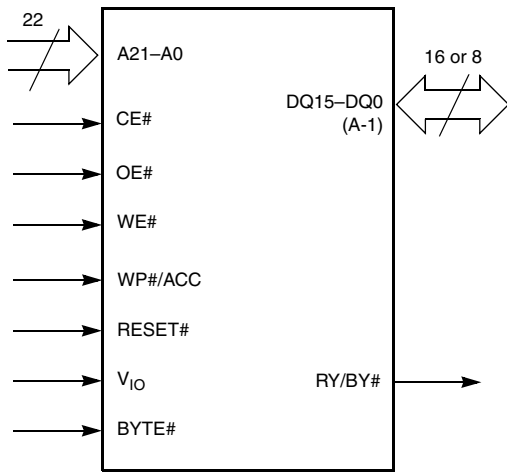 22
A21–A0
16 or 8
DQ15–DQ0
(A-1)
CE#
OE#
WE#
WP#/ACC
RESET#
VIO
RY/BY#
BYTE#